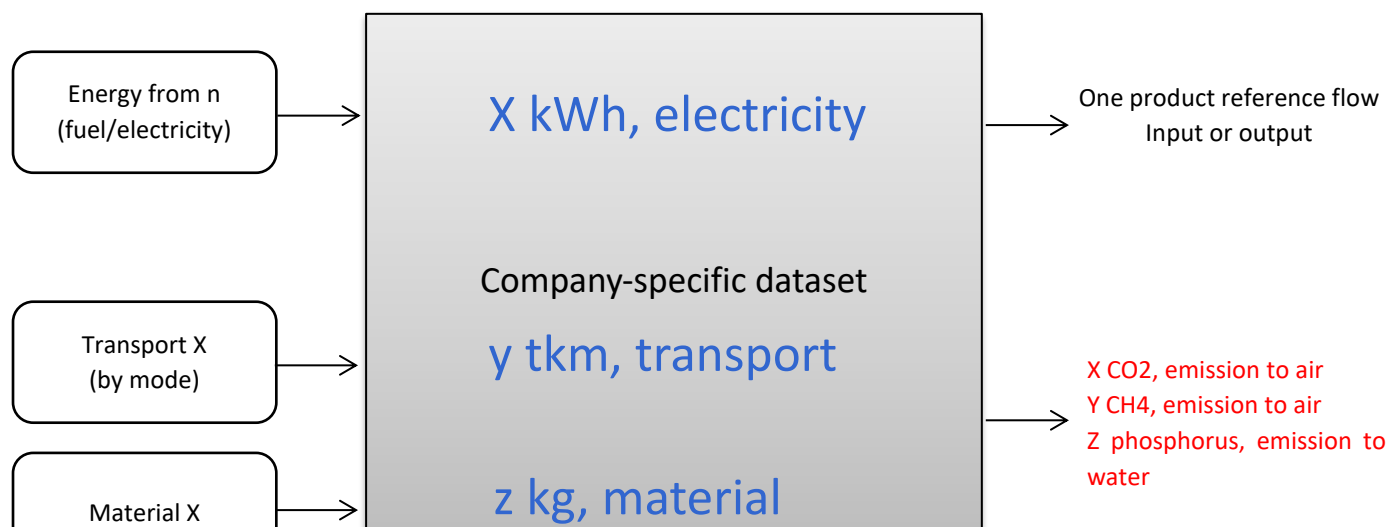 Energy from n
(fuel/electricity)
X kWh, electricity
One product reference flow
Input or output
Company-specific dataset
Transport X
(by mode)
y tkm, transport
X CO2, emission to air
Y CH4, emission to air
Z phosphorus, emission to
water
Material X
z kg, material